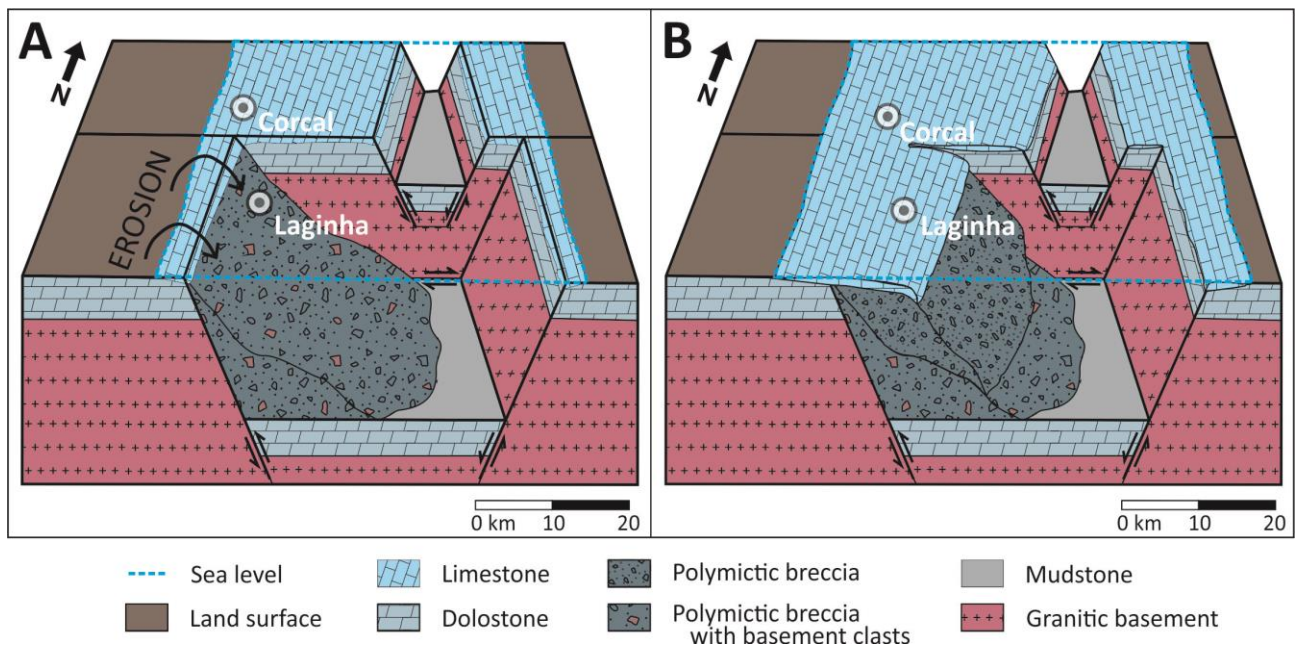 A
N
Corcal
EROSION
Laginha
0 km 10 20
B
N
Corcal
Laginha
0 km 10 20
Sea level
Limestone
Polymictic breccia
Mudstone
Land surface
Dolostone
Polymictic breccia
with basement clasts
Granitic basement